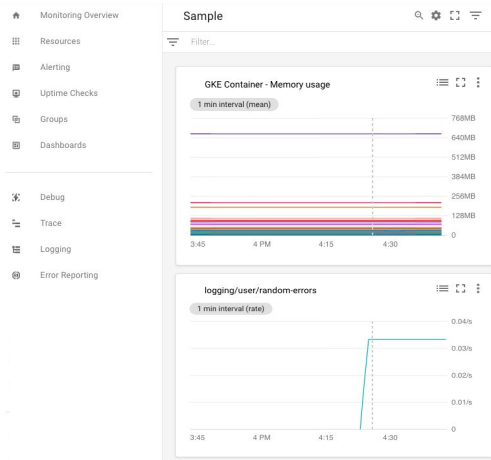 Monitoring Overview
Resources
Alerting
Uptime Checks
Groups
Dashboards
Debug
Trace
Logging
Error Reporting
Sample
Filter...
GKE Container - Memory usage
1 min interval (mean)
768MB
640MB
512MB
384MB
256MB
128MB
0
3:45 4 PM 4:15 4:30
logging/user/random-errors
1 min interval (rate)
0.04/s
0.03/s
0.02/s
0.01/s
0
3:45 4 PM 4:15 4:30